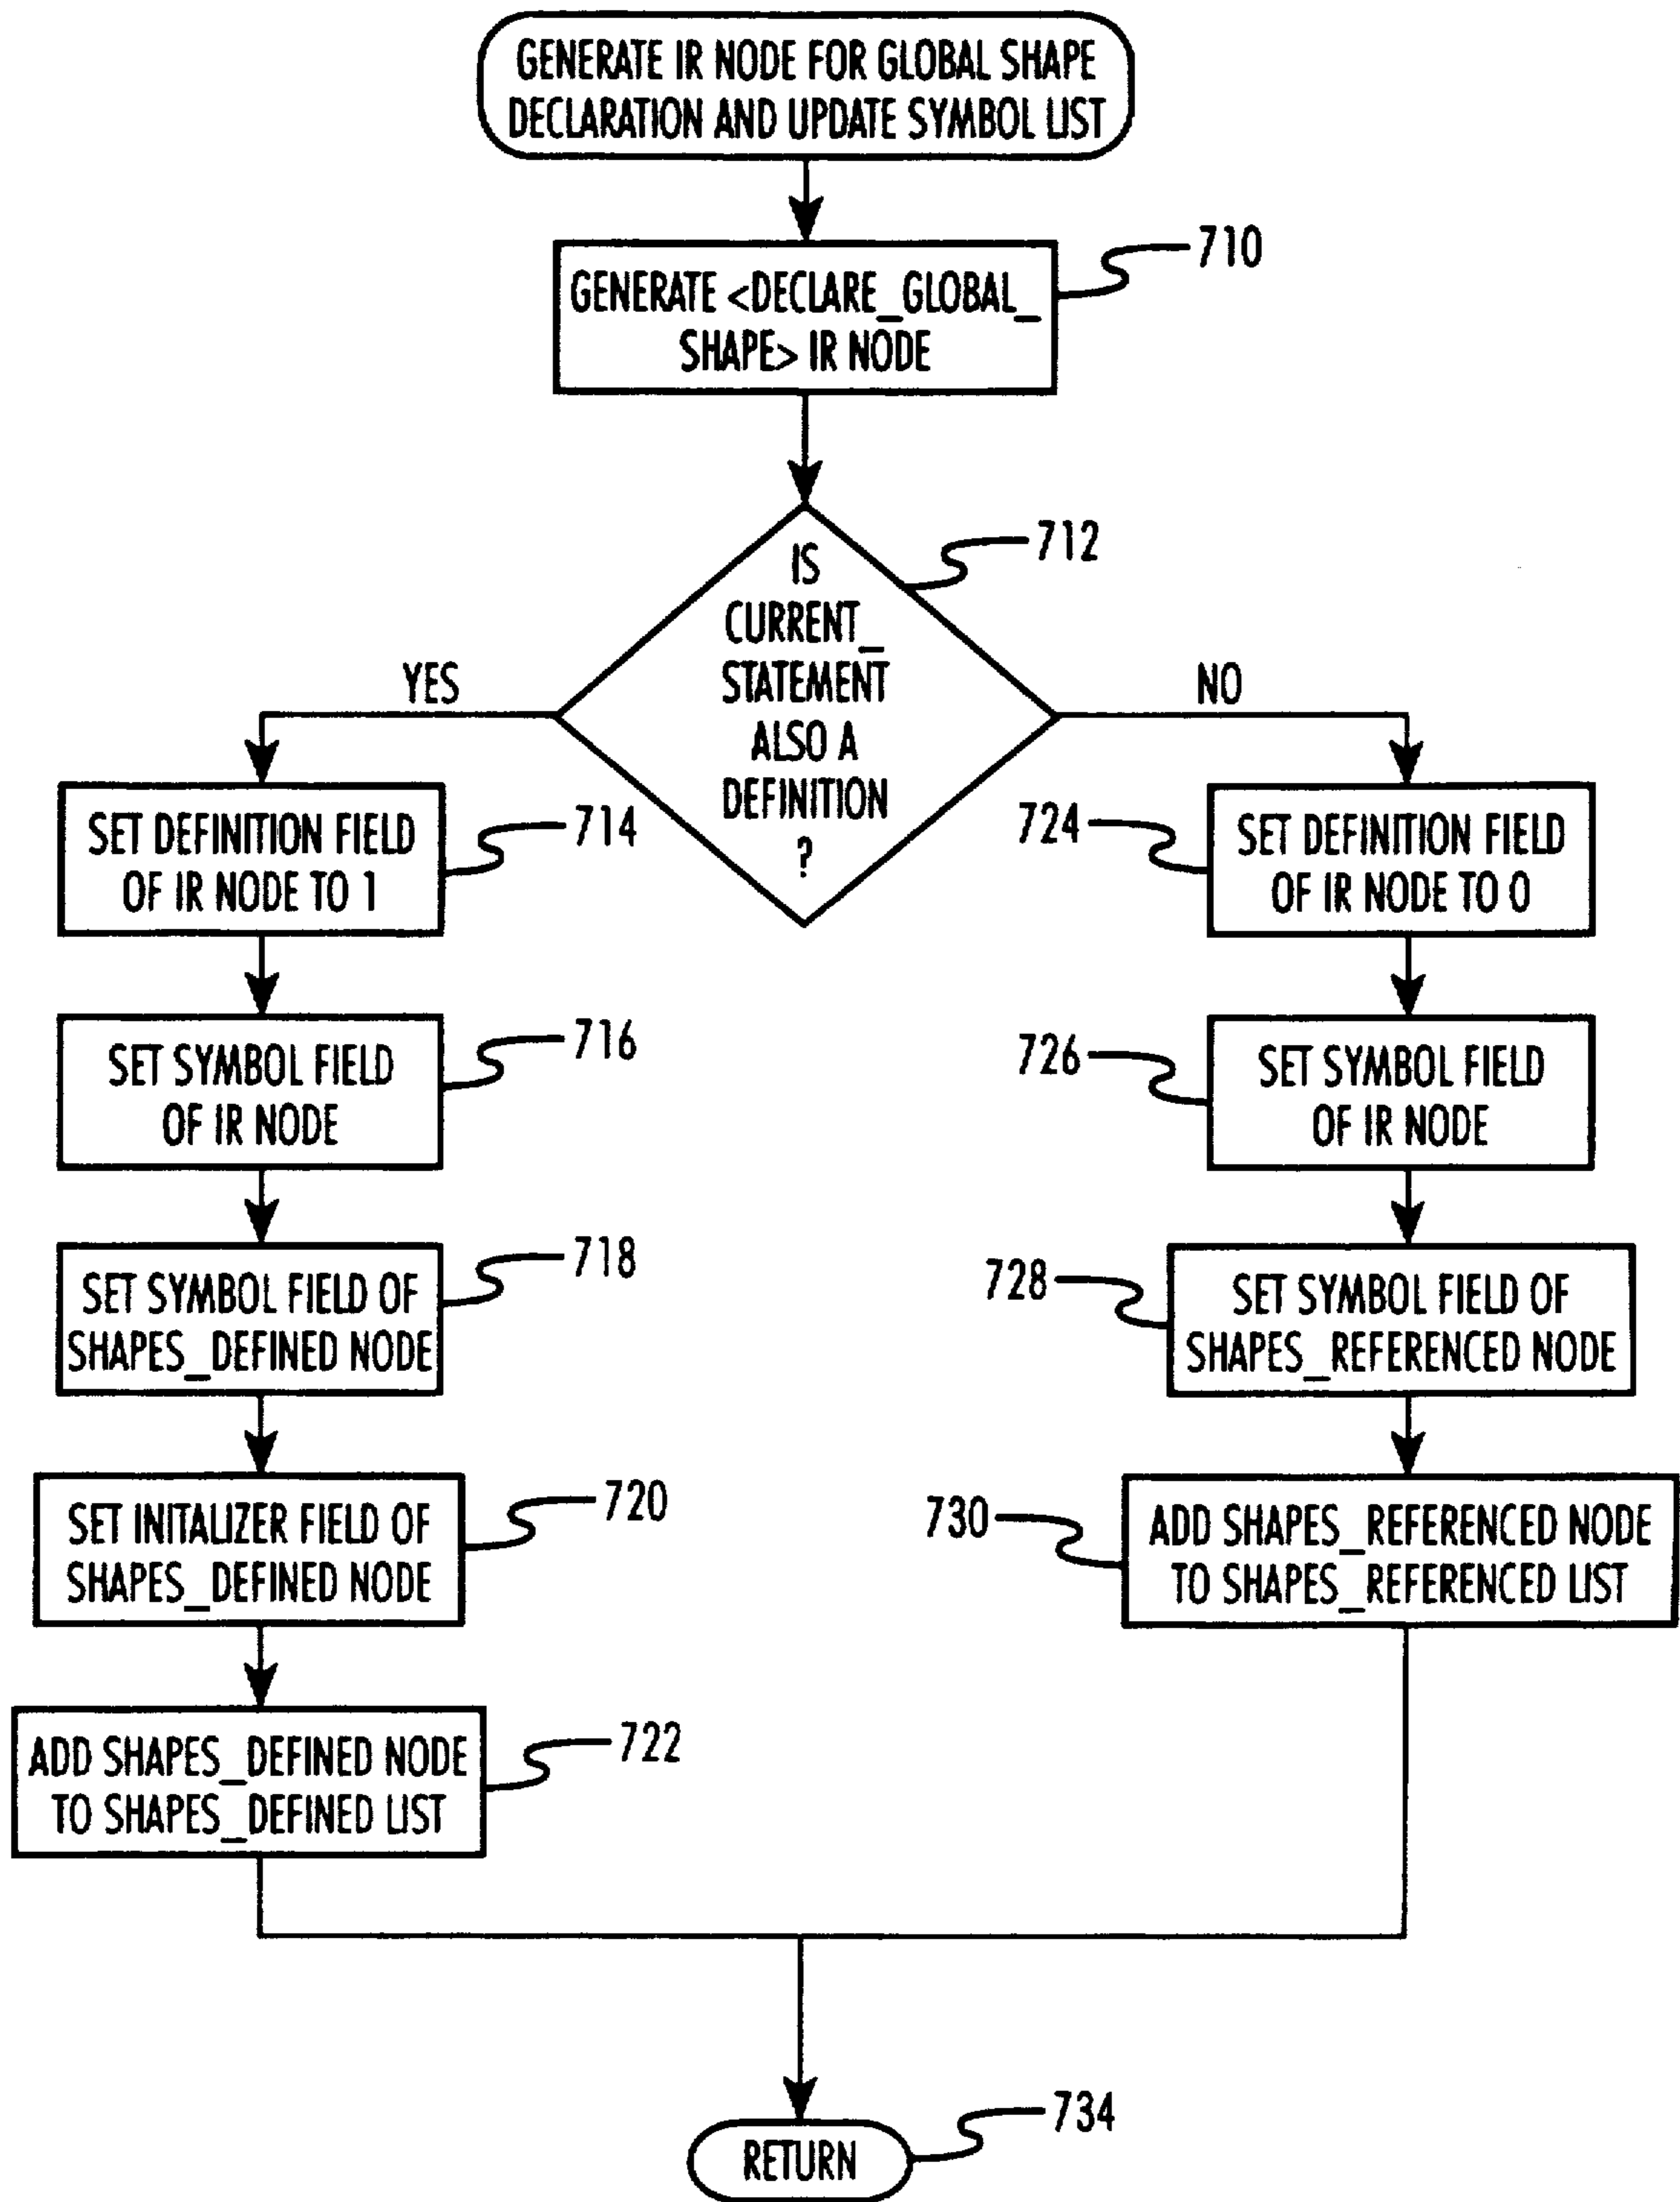 GENERATE IR NODE FOR GLOBAL SHAPE
DECLARATION AND UPDATE SYMBOL LIST
710
GENERATE <DECLARE_GLOBAL_
SHAPE> IR NODE
712
IS
CURRENT_
STATEMENT
ALSO A
DEFINITION
?
YES
NO
SET DEFINITION FIELD
OF IR NODE TO 1
714
SET SYMBOL FIELD
OF IR NODE
716
SET SYMBOL FIELD OF
SHAPES_DEFINED NODE
718
SET INITALIZER FIELD OF
SHAPES_DEFINED NODE
720
ADD SHAPES_DEFINED NODE
TO SHAPES_DEFINED LIST
722
724
SET DEFINITION FIELD
OF IR NODE TO 0
726
SET SYMBOL FIELD
OF IR NODE
728
SET SYMBOL FIELD OF
SHAPES_REFERENCED NODE
730
ADD SHAPES_REFERENCED NODE
TO SHAPES_REFERENCED LIST
734
RETURN